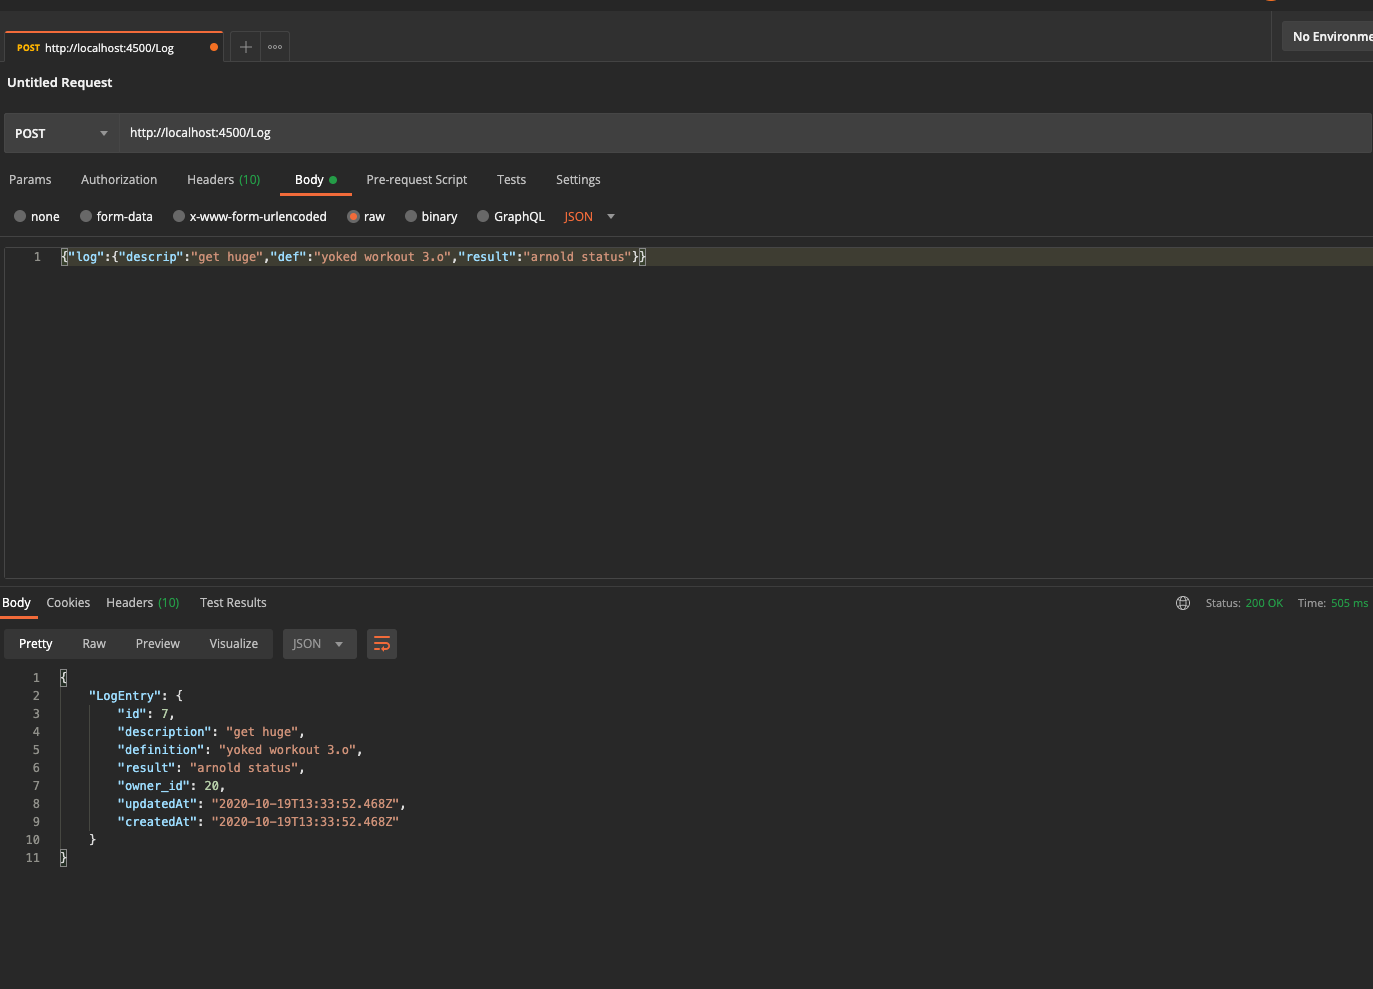 POST http://localhost:4500/Log
No Environme
Untitled Request
POST http://localhost:4500/Log
Params Authorization Headers (10) Body Pre-request Script Tests Settings
none form-data x-www-form-urlencoded raw binary GraphQL JSON
1 {"log":{"descrip":"get huge","def":"yoked workout 3.o","result":"arnold status"}}
Body Cookies Headers (10) Test Results Status: 200 OK Time: 505 ms
Pretty Raw Preview Visualize JSON
1 {
2 "LogEntry": {
3 "id": 7,
4 "description": "get huge",
5 "definition": "yoked workout 3.o",
6 "result": "arnold status",
7 "owner_id": 20,
8 "updatedAt": "2020-10-19T13:33:52.468Z",
9 "createdAt": "2020-10-19T13:33:52.468Z"
10 }
11 }